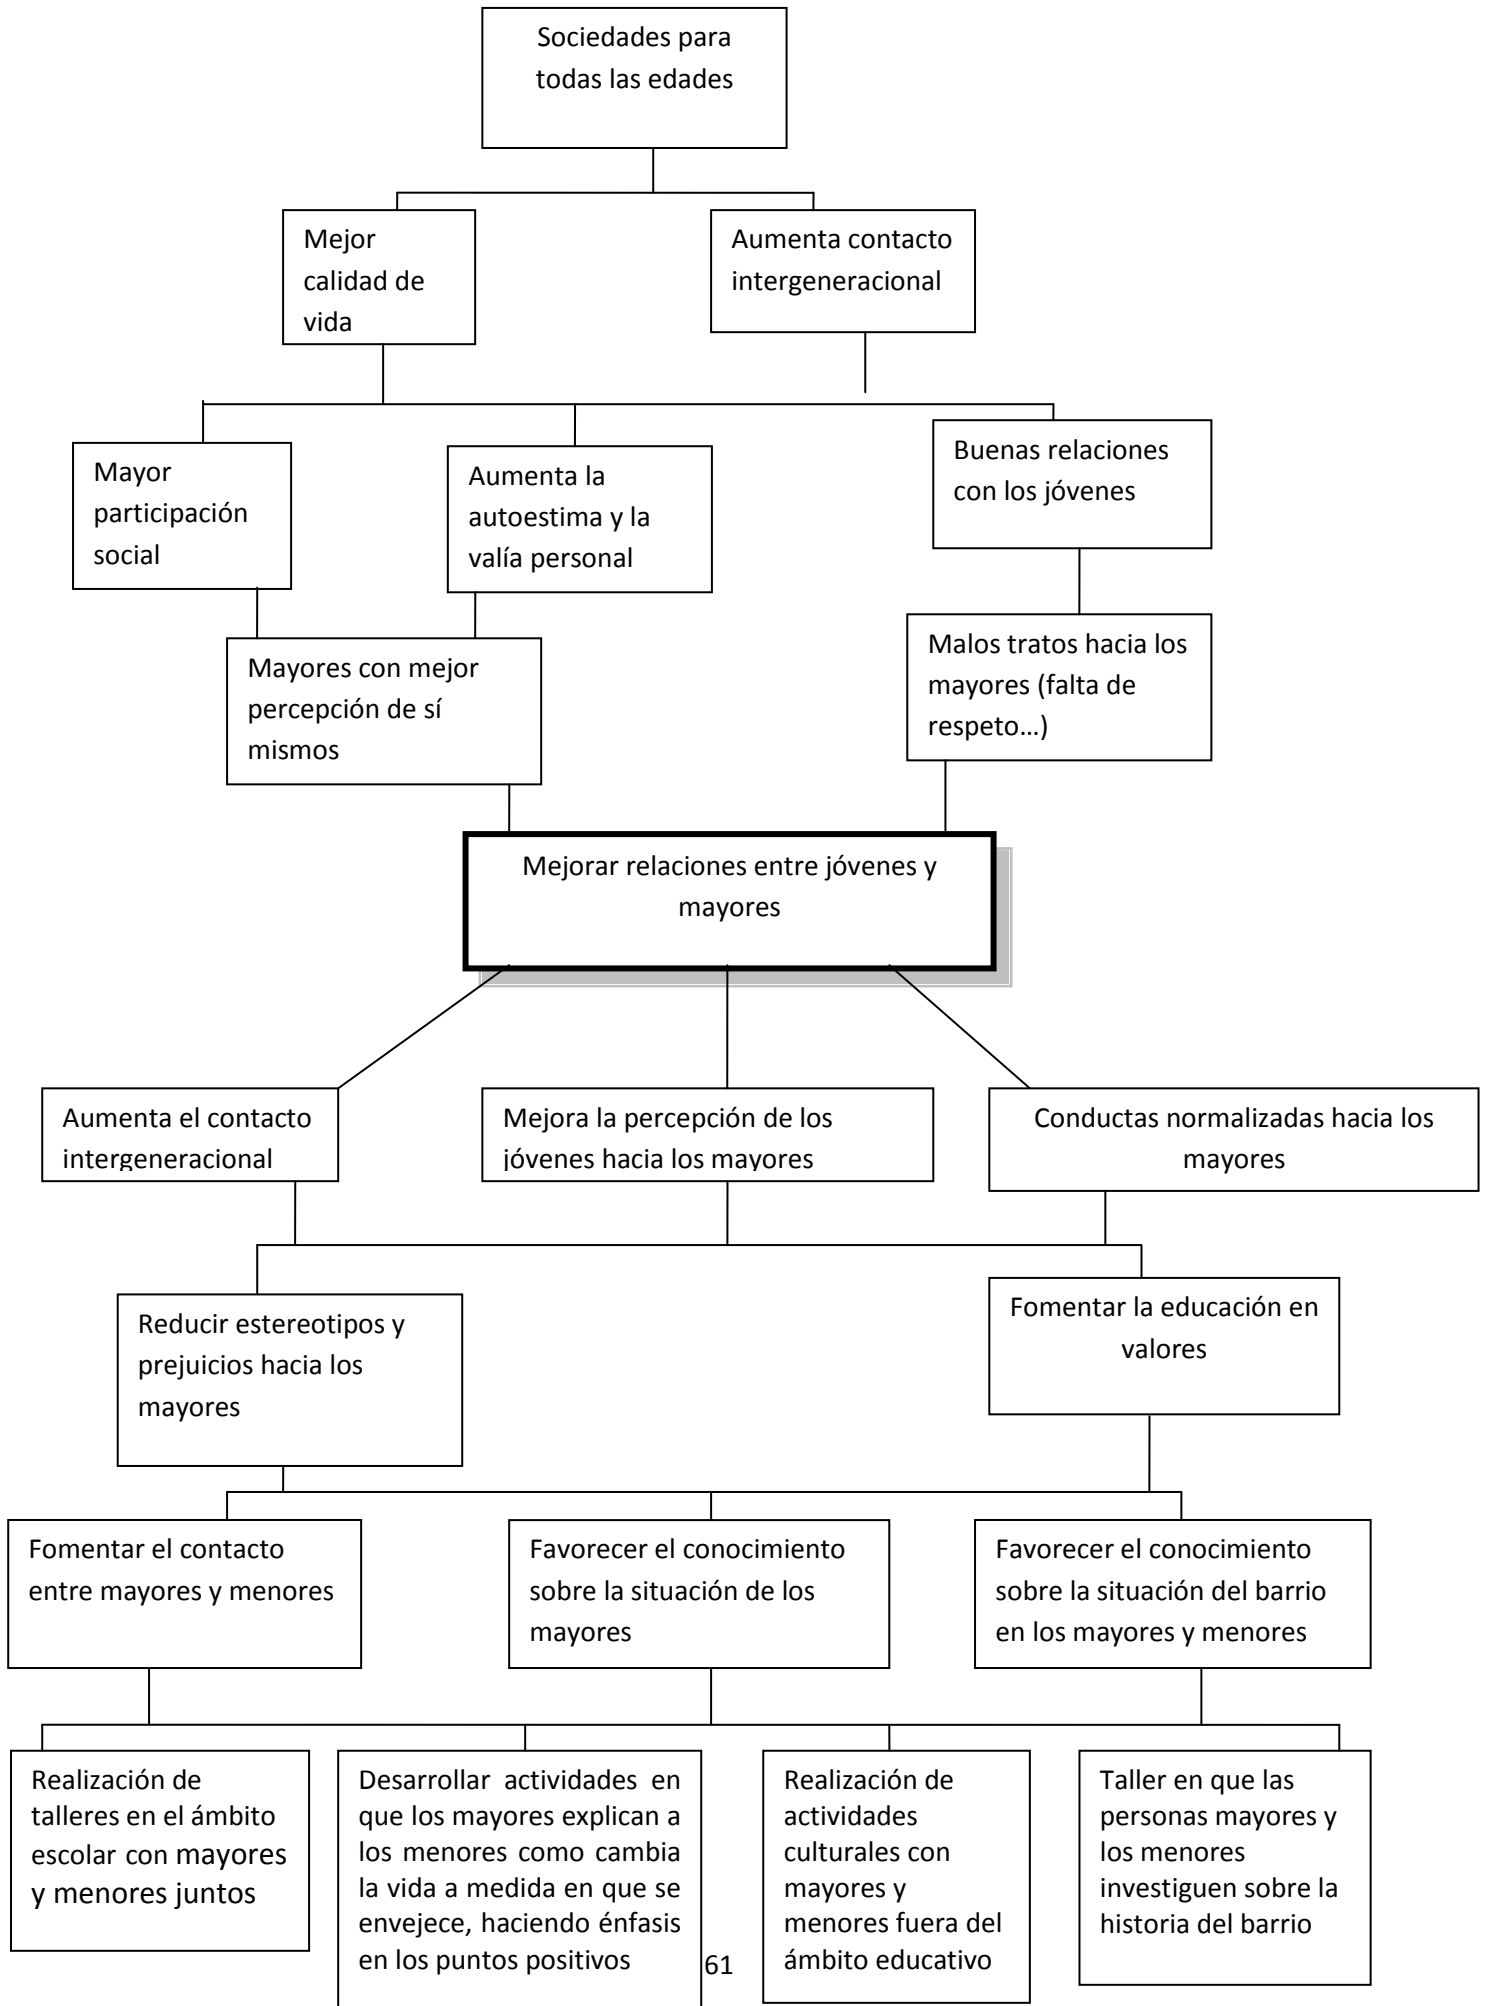 Sociedades para
todas las edades
Mejor
calidad de
vida
Aumenta contacto
intergeneracional
Mayor
participación
social
Aumenta la
autoestima y la
valía personal
Buenas relaciones
con los jóvenes
Mayores con mejor
percepción de sí
mismos
Malos tratos hacia los
mayores (falta de
respeto…)
Mejorar relaciones entre jóvenes y
mayores
Aumenta el contacto
intergeneracional
Mejora la percepción de los
jóvenes hacia los mayores
Conductas normalizadas hacia los
mayores
Reducir estereotipos y
prejuicios hacia los
mayores
Fomentar la educación en
valores
Fomentar el contacto
entre mayores y menores
Favorecer el conocimiento
sobre la situación de los
mayores
Favorecer el conocimiento
sobre la situación del barrio
en los mayores y menores
Realización de
talleres en el ámbito
escolar con mayores
y menores juntos
Desarrollar actividades en
que los mayores explican a
los menores como cambia
la vida a medida en que se
envejece, haciendo énfasis
en los puntos positivos
Realización de
actividades
culturales con
mayores y
menores fuera del
ámbito educativo
Taller en que las
personas mayores y
los menores
investiguen sobre la
historia del barrio
61